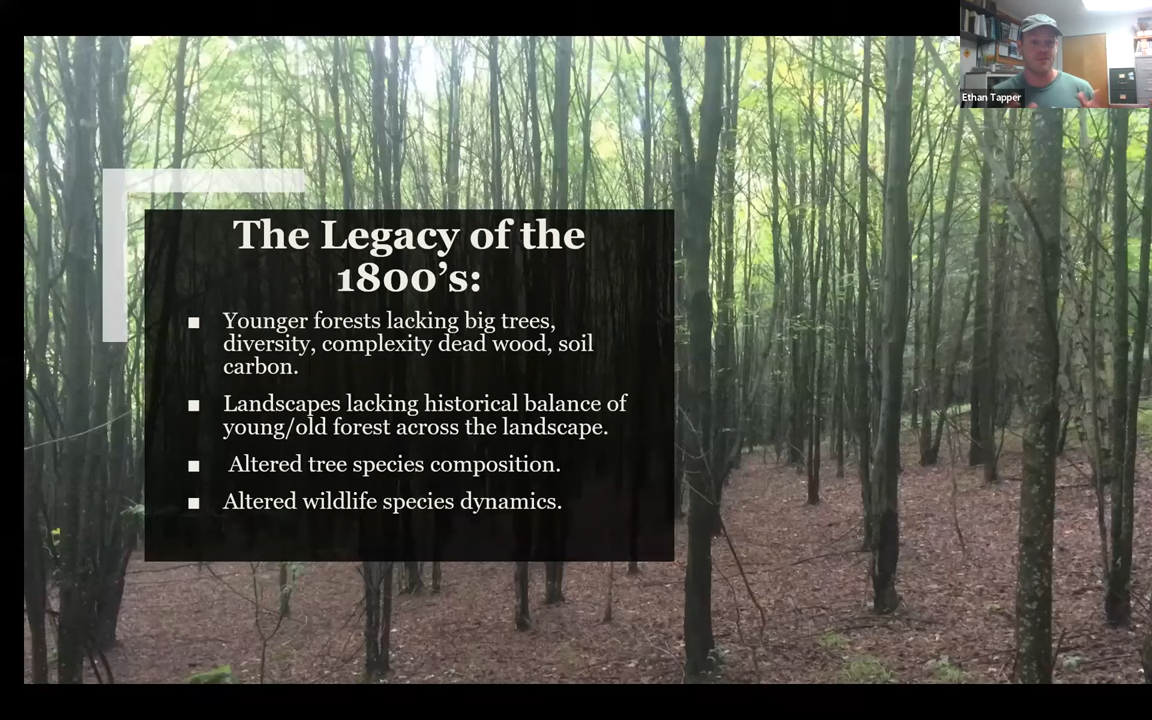 Ethan Tapper
The Legacy of the
1800's:
■ Younger forests lacking big trees,
diversity, complexity dead wood, soil
carbon.
■ Landscapes lacking historical balance of
young/old forest across the landscape.
■ Altered tree species composition.
■ Altered wildlife species dynamics.